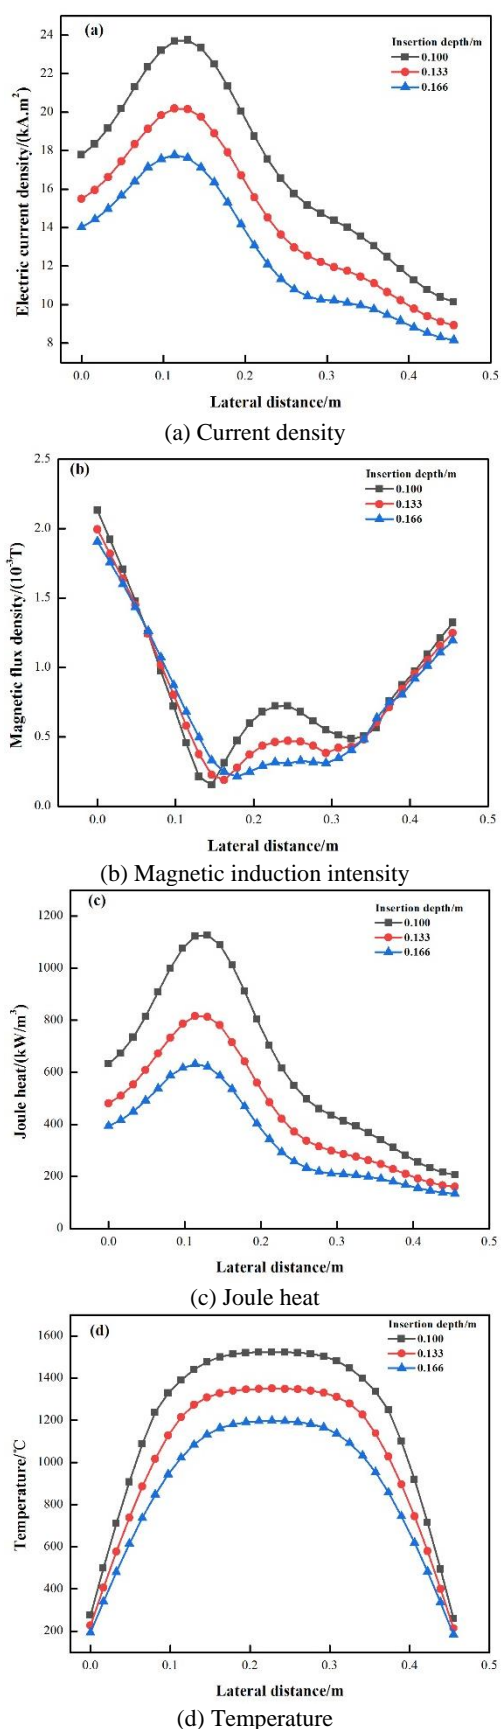 (a)
Insertion depth/m
0.100
0.133
0.166
Electric current density/(kA.m²)
24
22
20
18
16
14
12
10
8
0.0 0.1 0.2 0.3 0.4 0.5
Lateral distance/m
(a) Current density
(b)
Insertion depth/m
0.100
0.133
0.166
Magnetic flux density/(10⁻³T)
2.5
2.0
1.5
1.0
0.5
0.0
0.0 0.1 0.2 0.3 0.4 0.5
Lateral distance/m
(b) Magnetic induction intensity
(c)
Insertion depth/m
0.100
0.133
0.166
Joule heat/(kW/m³)
1200
1000
800
600
400
200
0
0.0 0.1 0.2 0.3 0.4 0.5
Lateral distance/m
(c) Joule heat
(d)
Insertion depth/m
0.100
0.133
0.166
Temperature/℃
1600
1400
1200
1000
800
600
400
200
0.0 0.1 0.2 0.3 0.4 0.5
Lateral distance/m
(d) Temperature